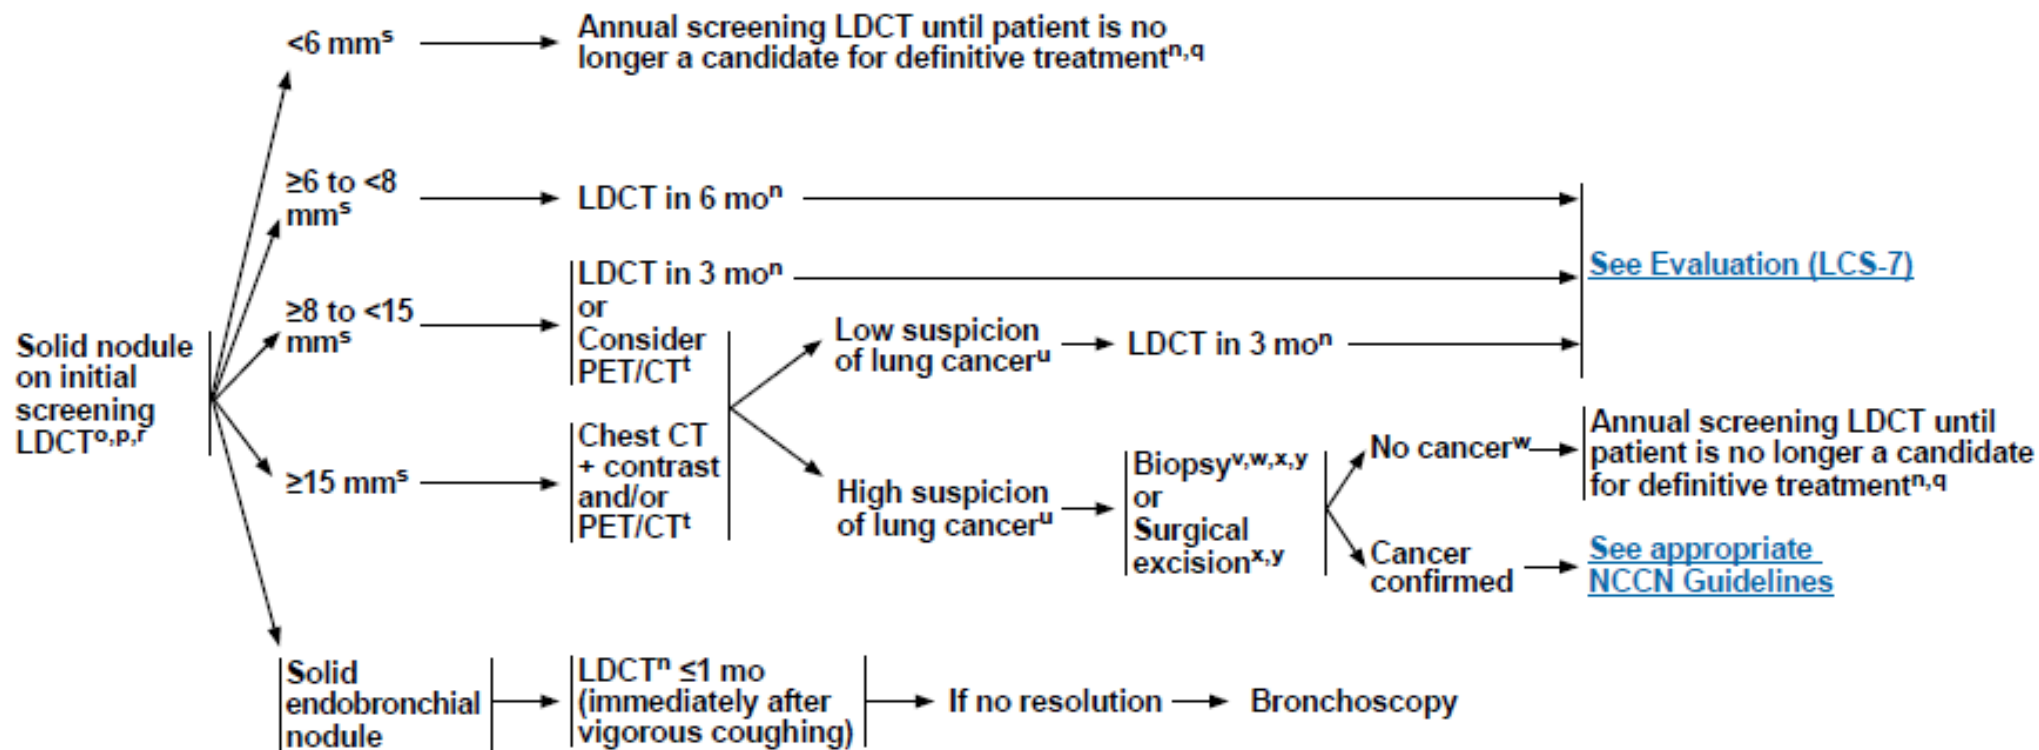 <6 mmˢ
Annual screening LDCT until patient is no
longer a candidate for definitive treatmentⁿ,q
≥6 to <8
mmˢ
LDCT in 6 moⁿ
See Evaluation (LCS-7)
LDCT in 3 moⁿ
or
Consider
PET/CTᵗ
≥8 to <15
mmˢ
Low suspicion
of lung cancerᵘ
LDCT in 3 moⁿ
Solid nodule
on initial
screening
LDCTᵒ,ᵖ,ʳ
≥15 mmˢ
Chest CT
+ contrast
and/or
PET/CTᵗ
High suspicion
of lung cancerᵘ
Biopsyᵛ,ʷ,ˣ,ʸ
or
Surgical
excisionˣ,ʸ
No cancerʷ
Annual screening LDCT until
patient is no longer a candidate
for definitive treatmentⁿ,q
Cancer
confirmed
See appropriate
NCCN Guidelines
Solid
endobronchial
nodule
LDCTⁿ ≤1 mo
(immediately after
vigorous coughing)
If no resolution
Bronchoscopy